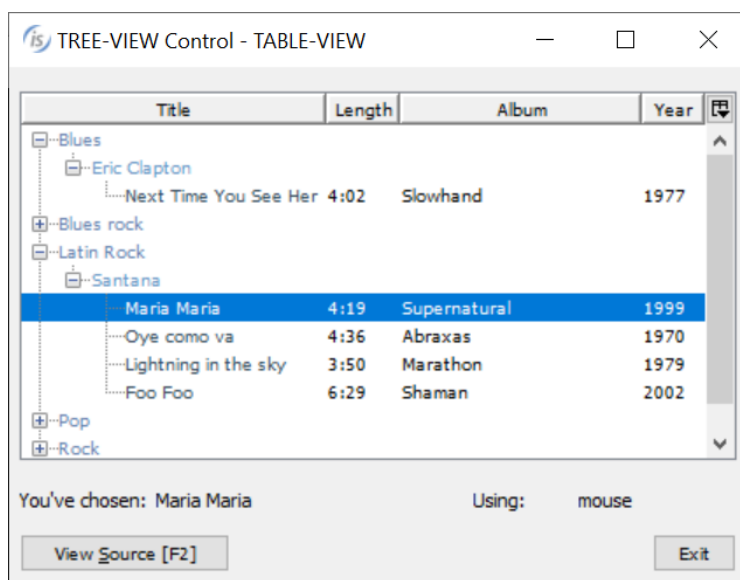 is TREE-VIEW Control - TABLE-VIEW
Title Length Album Year
Blues
Eric Clapton
Next Time You See Her 4:02 Slowhand 1977
Blues rock
Latin Rock
Santana
Maria Maria 4:19 Supernatural 1999
Oye como va 4:36 Abraxas 1970
Lightning in the sky 3:50 Marathon 1979
Foo Foo 6:29 Shaman 2002
Pop
Rock
You've chosen: Maria Maria Using: mouse
View Source [F2] Exit